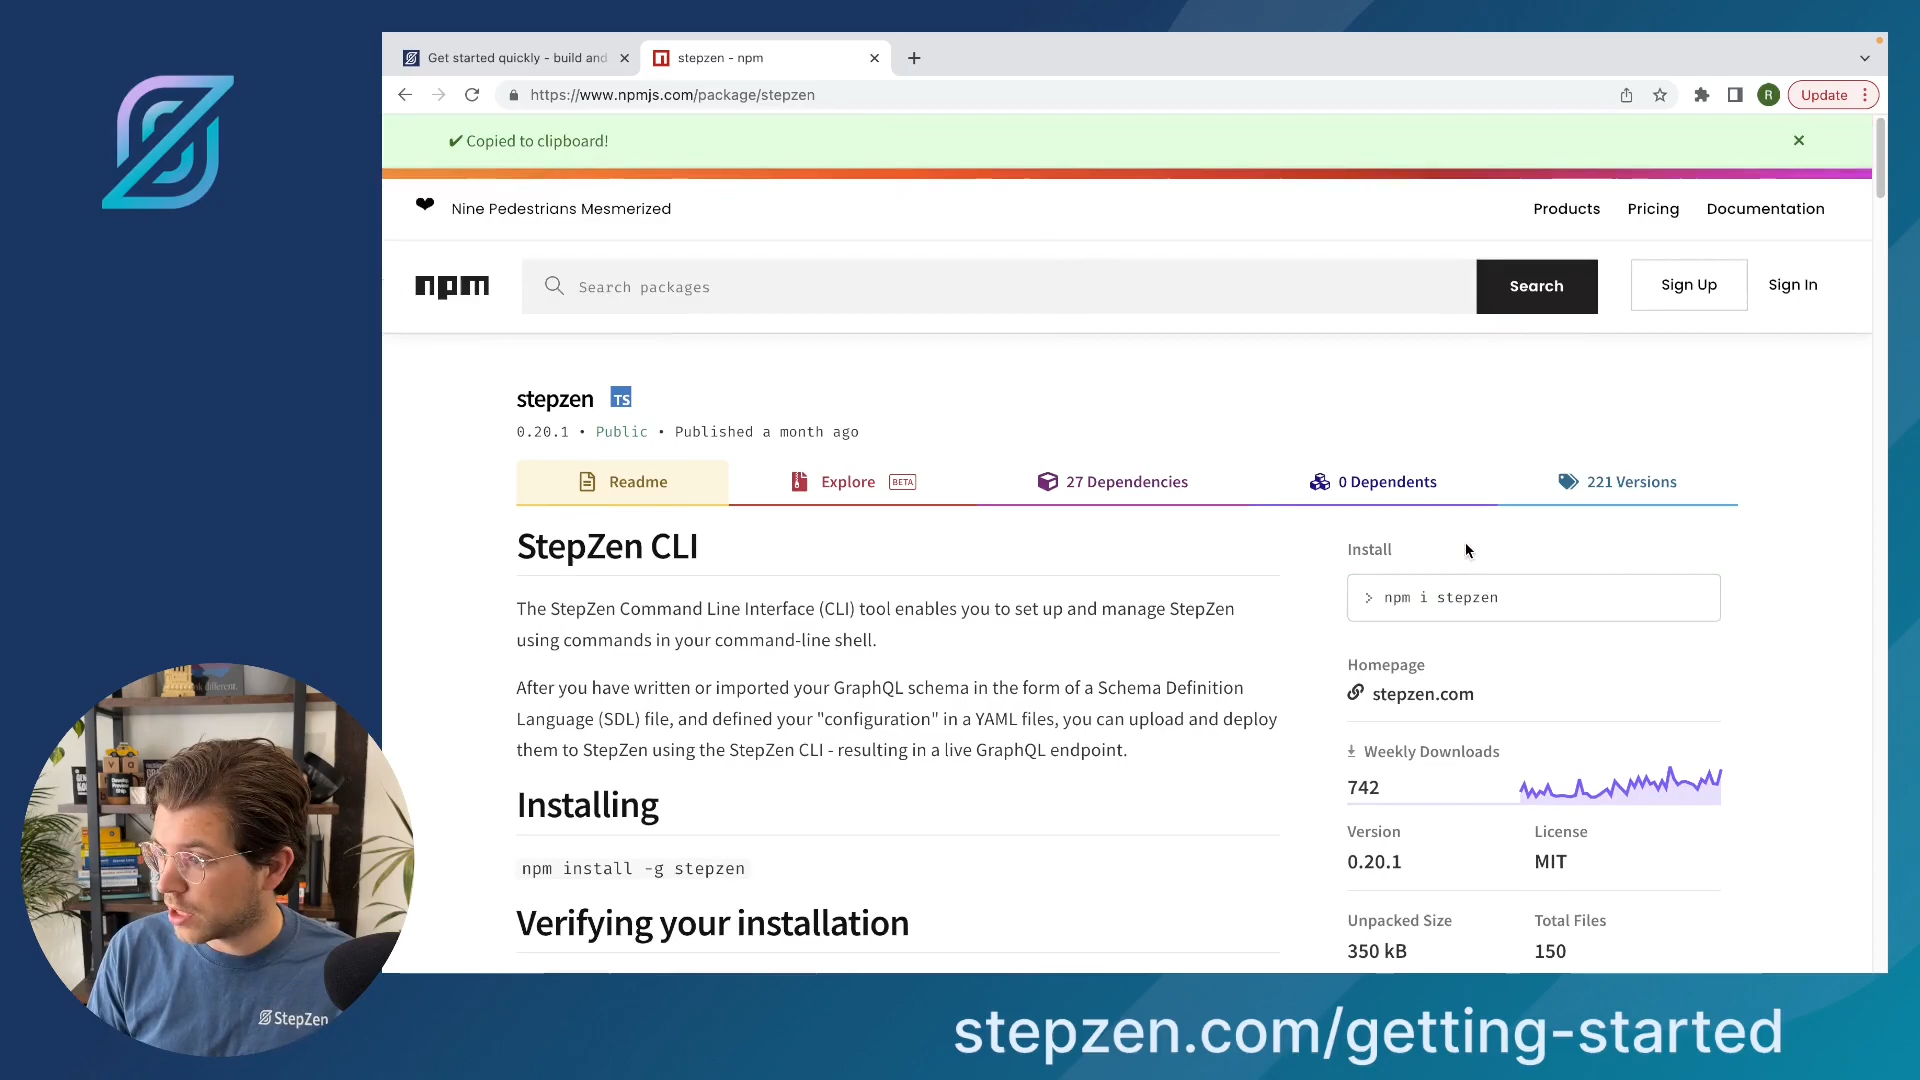 Get started quickly - build and
stepzen - npm
https://www.npmjs.com/package/stepzen
R
Update
✔ Copied to clipboard!
❤ Nine Pedestrians Mesmerized
Products
Pricing
Documentation
npm
Search packages
Search
Sign Up
Sign In
stepzen TS
0.20.1 • Public • Published a month ago
Readme
Explore BETA
27 Dependencies
0 Dependents
221 Versions
StepZen CLI
The StepZen Command Line Interface (CLI) tool enables you to set up and manage StepZen
using commands in your command-line shell.
After you have written or imported your GraphQL schema in the form of a Schema Definition
Language (SDL) file, and defined your "configuration" in a YAML files, you can upload and deploy
them to StepZen using the StepZen CLI - resulting in a live GraphQL endpoint.
Installing
npm install -g stepzen
Verifying your installation
Install
> npm i stepzen
Homepage
stepzen.com
Weekly Downloads
742
Version
License
0.20.1
MIT
Unpacked Size
Total Files
350 kB
150
StepZen
stepzen.com/getting-started